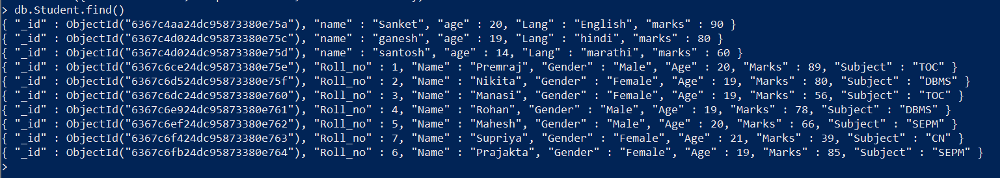 > db.Student.find()
{ "_id" : ObjectId("6367c4aa24dc95873380e75a"), "name" : "Sanket", "age" : 20, "Lang" : "English", "marks" : 90 }
{ "_id" : ObjectId("6367c4d024dc95873380e75c"), "name" : "ganesh", "age" : 19, "Lang" : "hindi", "marks" : 80 }
{ "_id" : ObjectId("6367c4d024dc95873380e75d"), "name" : "santosh", "age" : 14, "Lang" : "marathi", "marks" : 60 }
{ "_id" : ObjectId("6367c6ce24dc95873380e75e"), "Roll_no" : 1, "Name" : "Premraj", "Gender" : "Male", "Age" : 20, "Marks" : 89, "Subject" : "TOC" }
{ "_id" : ObjectId("6367c6d524dc95873380e75f"), "Roll_no" : 2, "Name" : "Nikita", "Gender" : "Female", "Age" : 19, "Marks" : 80, "Subject" : "DBMS" }
{ "_id" : ObjectId("6367c6dc24dc95873380e760"), "Roll_no" : 3, "Name" : "Manasi", "Gender" : "Female", "Age" : 19, "Marks" : 56, "Subject" : "TOC" }
{ "_id" : ObjectId("6367c6e924dc95873380e761"), "Roll_no" : 4, "Name" : "Rohan", "Gender" : "Male", "Age" : 19, "Marks" : 78, "Subject" : "DBMS" }
{ "_id" : ObjectId("6367c6ef24dc95873380e762"), "Roll_no" : 5, "Name" : "Mahesh", "Gender" : "Male", "Age" : 20, "Marks" : 66, "Subject" : "SEPM" }
{ "_id" : ObjectId("6367c6f424dc95873380e763"), "Roll_no" : 7, "Name" : "Supriya", "Gender" : "Female", "Age" : 21, "Marks" : 39, "Subject" : "CN" }
{ "_id" : ObjectId("6367c6fb24dc95873380e764"), "Roll_no" : 6, "Name" : "Prajakta", "Gender" : "Female", "Age" : 19, "Marks" : 85, "Subject" : "SEPM" }
>